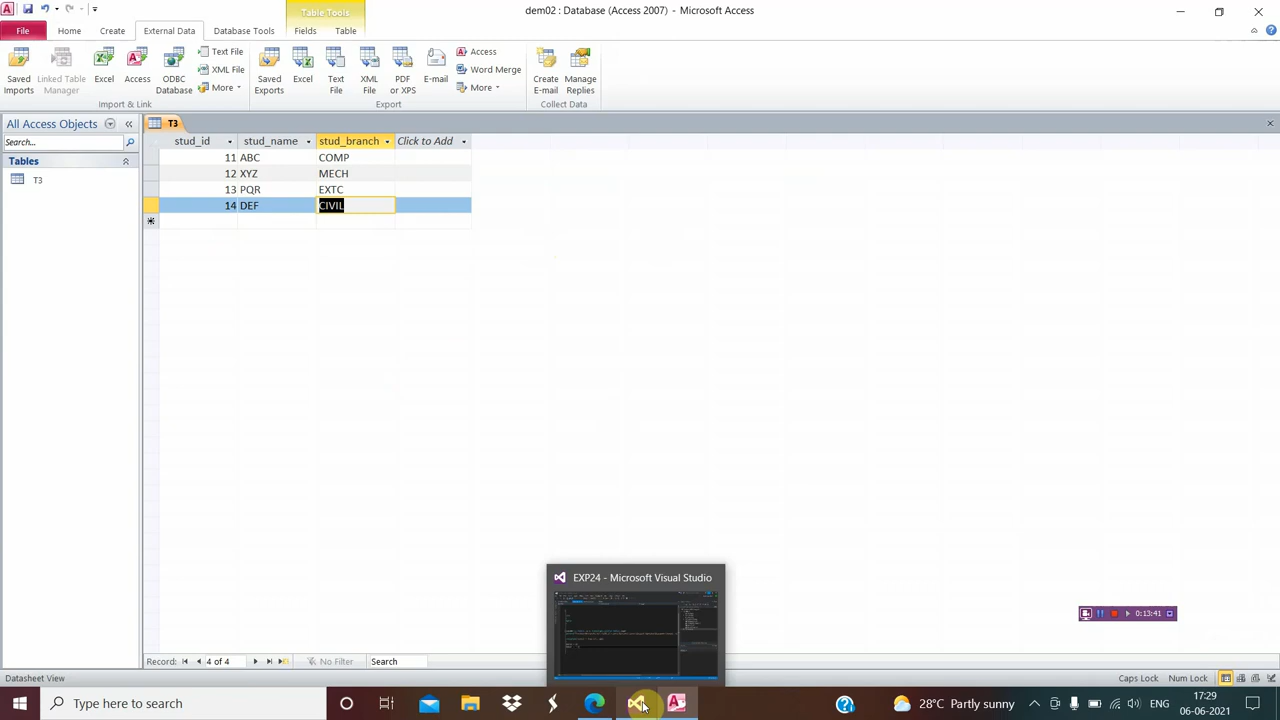 dem02 : Database (Access 2007) - Microsoft Access
Table Tools
File Home Create External Data Database Tools Fields Table
Saved Imports
Linked Table Manager
Excel
Access
ODBC Database
Text File
XML File
More
Import & Link
Saved Exports
Excel
Text File
XML File
PDF or XPS
E-mail
Access
Word Merge
More
Export
Create E-mail
Manage Replies
Collect Data
All Access Objects
Search...
Tables
T3
T3
stud_id stud_name stud_branch Click to Add
11 ABC COMP
12 XYZ MECH
13 PQR EXTC
14 DEF CIVIL
EXP24 - Microsoft Visual Studio
0:13:41
Record: 4 of 4 No Filter Search
Datasheet View Caps Lock Num Lock
Type here to search
28°C Partly sunny
ENG
17:29
06-06-2021